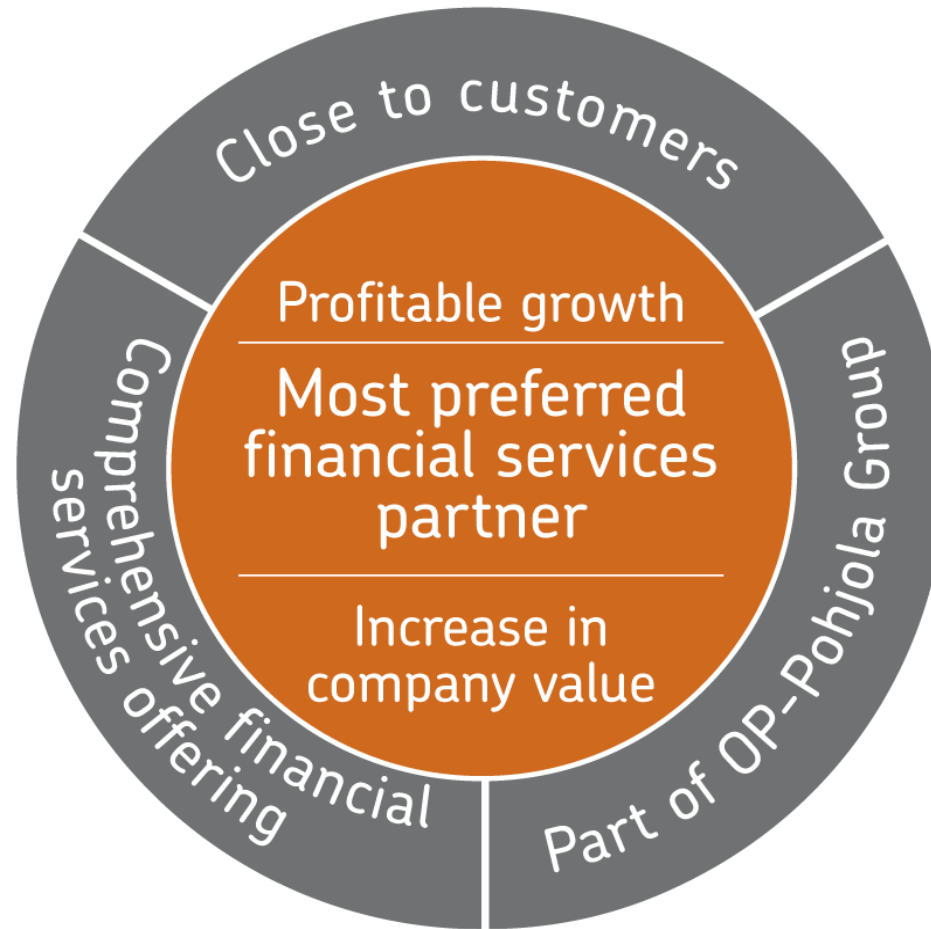 Close to customers
Profitable growth
Most preferred
financial services
partner
Increase in
company value
Comprehensive financial
services offering
Part of OP-Pohjola Group